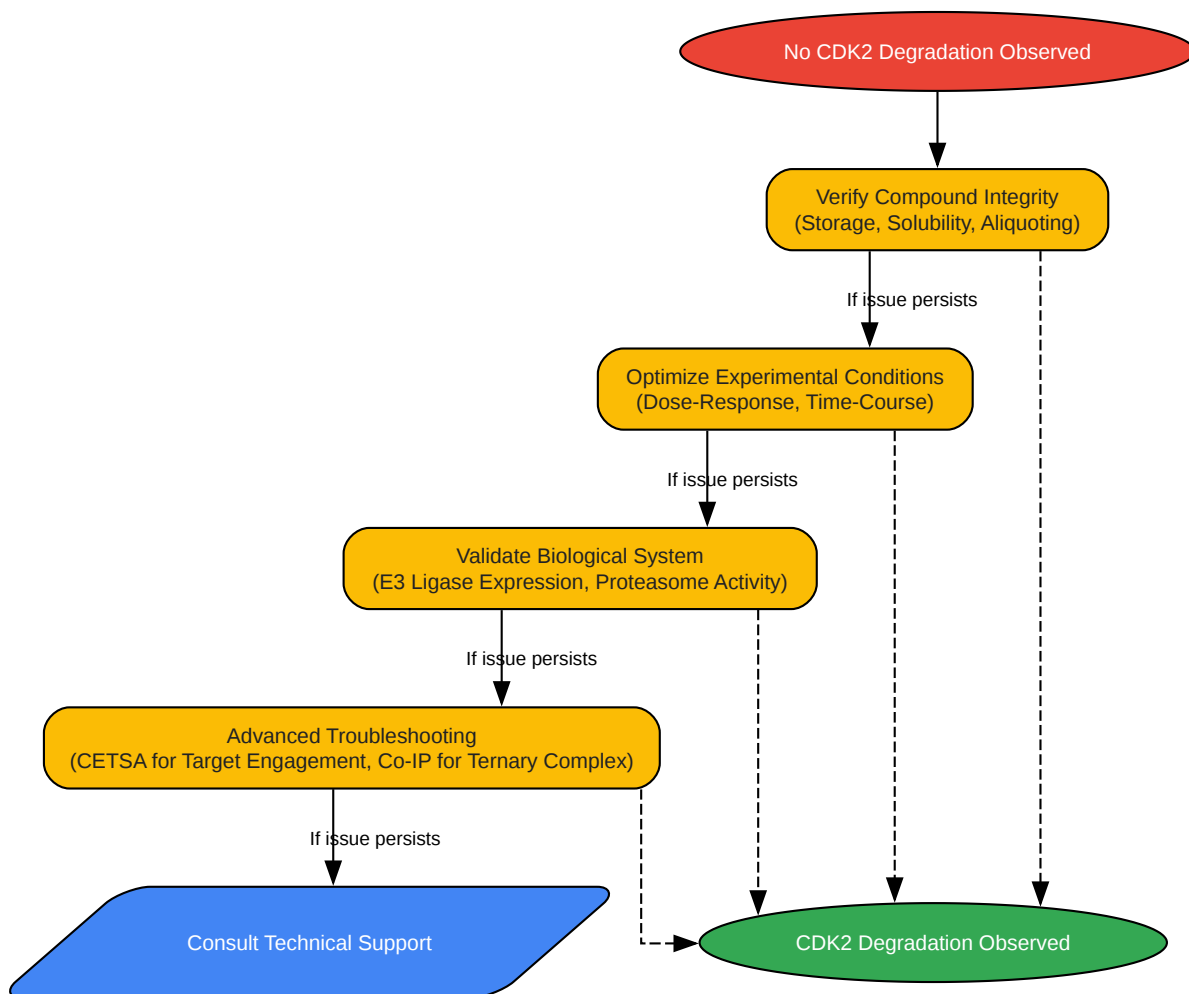 No CDK2 Degradation Observed
Verify Compound Integrity
(Storage, Solubility, Aliquoting)
If issue persists
Optimize Experimental Conditions
(Dose-Response, Time-Course)
If issue persists
Validate Biological System
(E3 Ligase Expression, Proteasome Activity)
If issue persists
Advanced Troubleshooting
(CETSA for Target Engagement, Co-IP for Ternary Complex)
If issue persists
Consult Technical Support
CDK2 Degradation Observed